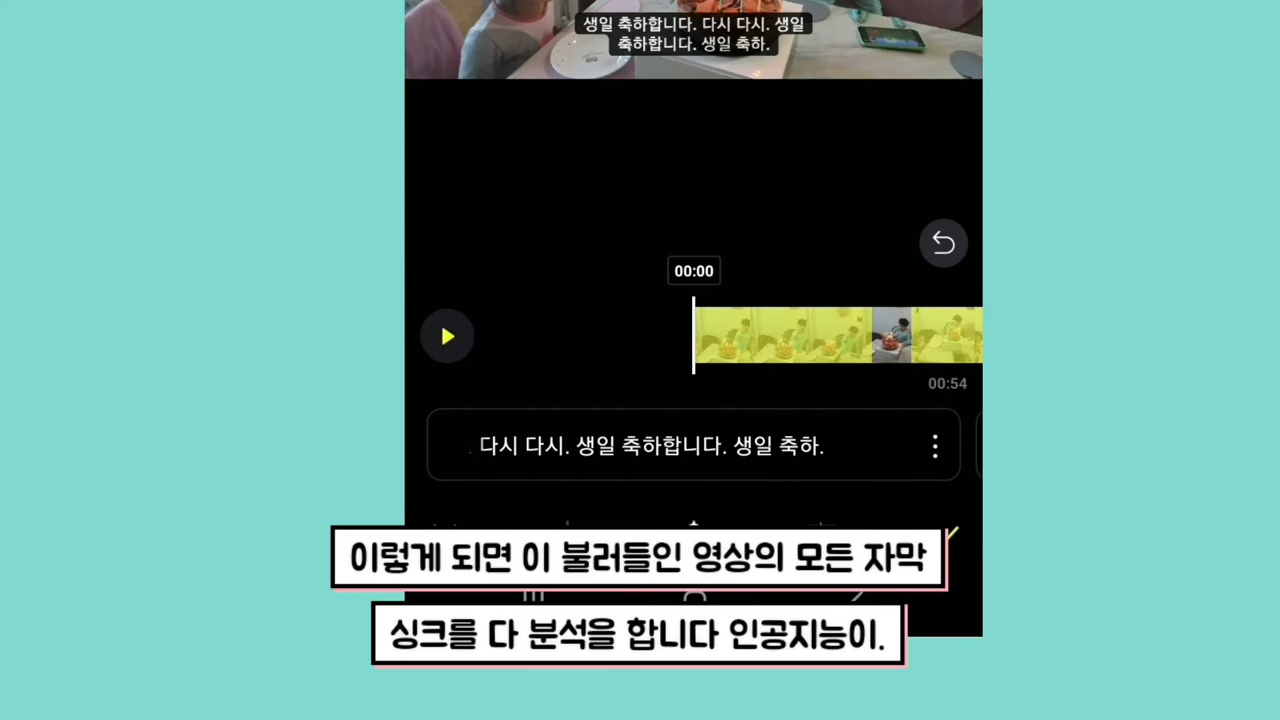 생일 축하합니다. 다시 다시. 생일
축하합니다. 생일 축하.
00:00
00:54
. 다시 다시. 생일 축하합니다. 생일 축하.
이렇게 되면 이 불러들인 영상의 모든 자막
싱크를 다 분석을 합니다 인공지능이.